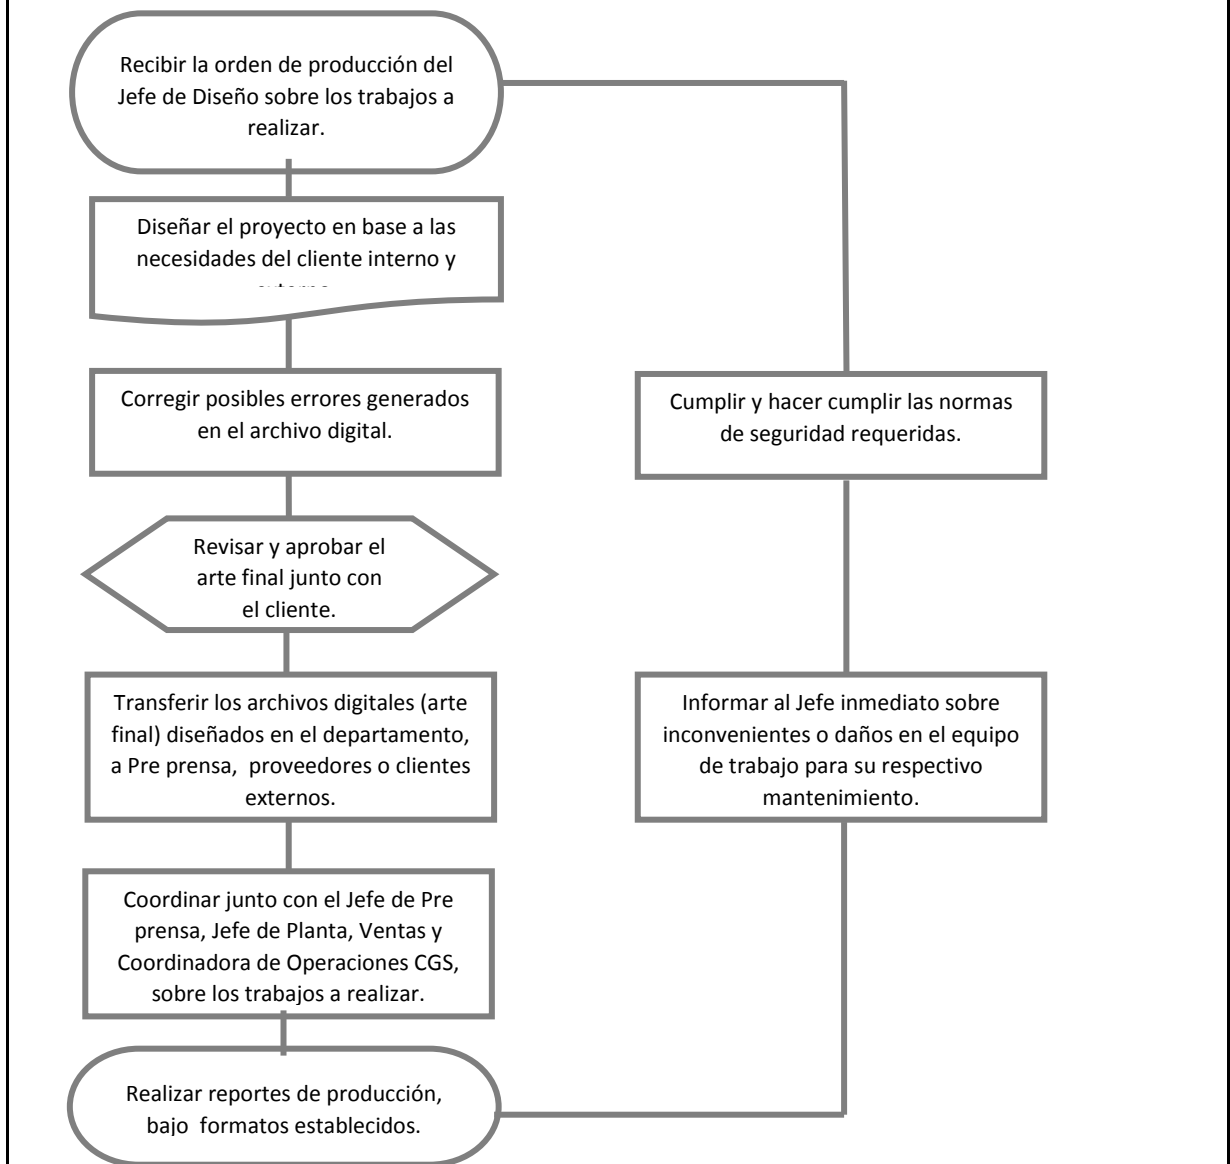 Recibir la orden de producción del
Jefe de Diseño sobre los trabajos a
realizar.
Diseñar el proyecto en base a las
necesidades del cliente interno y
Corregir posibles errores generados
en el archivo digital.
Revisar y aprobar el
arte final junto con
el cliente.
Transferir los archivos digitales (arte
final) diseñados en el departamento,
a Pre prensa, proveedores o clientes
externos.
Coordinar junto con el Jefe de Pre
prensa, Jefe de Planta, Ventas y
Coordinadora de Operaciones CGS,
sobre los trabajos a realizar.
Realizar reportes de producción,
bajo formatos establecidos.
Cumplir y hacer cumplir las normas
de seguridad requeridas.
Informar al Jefe inmediato sobre
inconvenientes o daños en el equipo
de trabajo para su respectivo
mantenimiento.